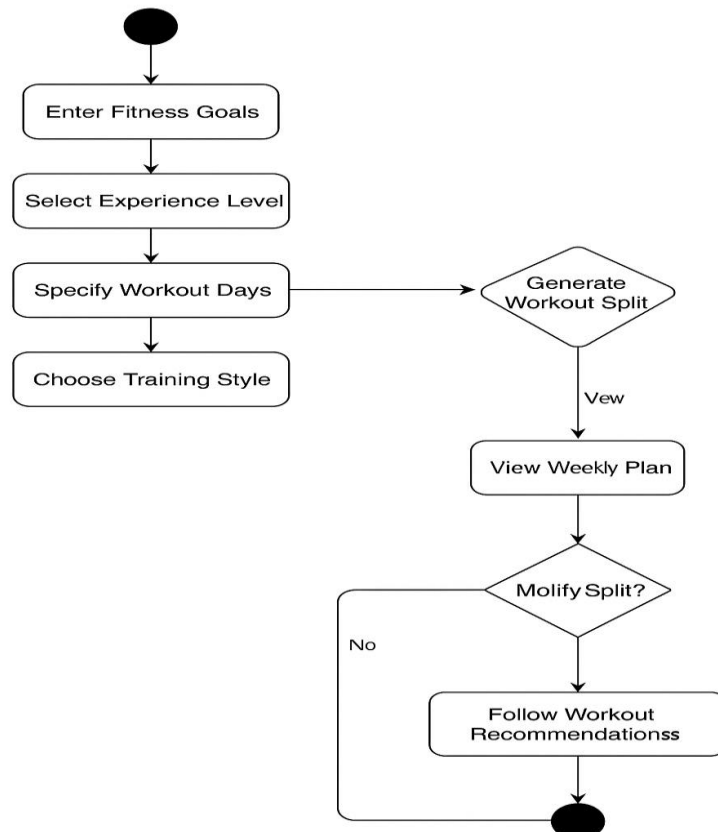 Enter Fitness Goals
Select Experience Level
Specify Workout Days
Choose Training Style
Generate
Workout Split
Vew
View Weekly Plan
Molify Split?
No
Follow Workout
Recommendationss